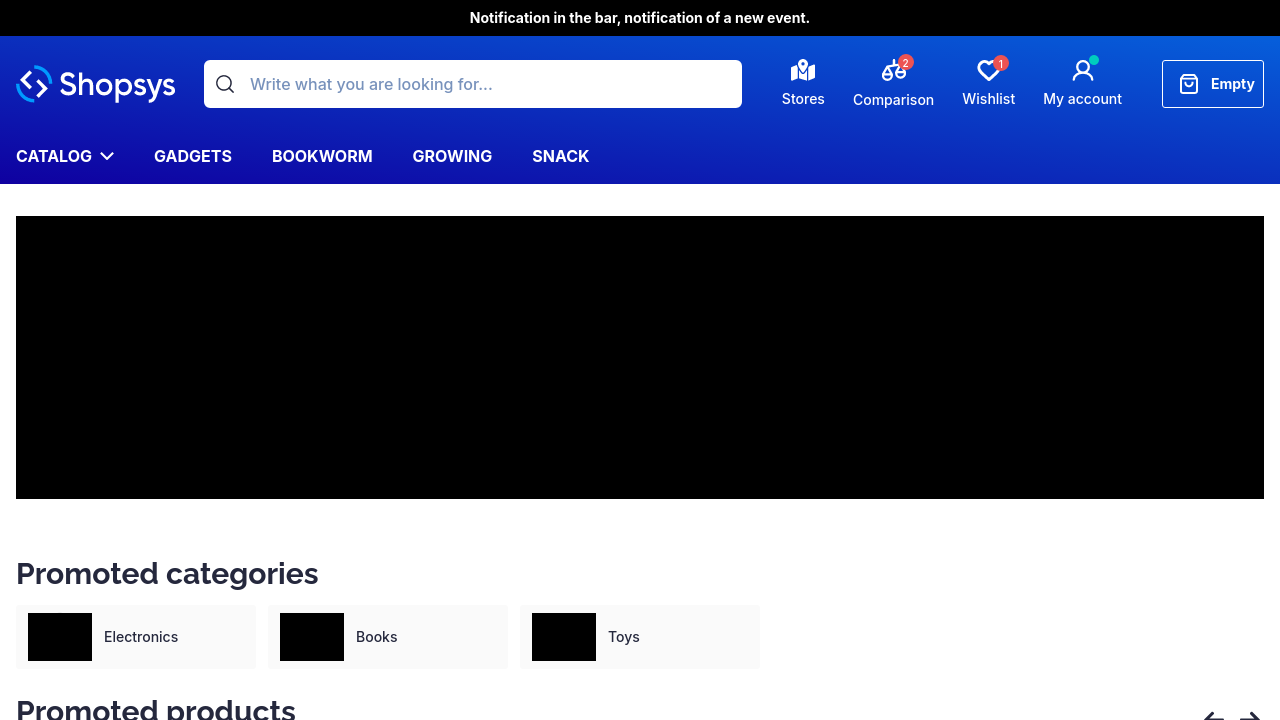 Notification in the bar, notification of a new event.
Shopsys
Write what you are looking for...
Stores
2
Comparison
1
Wishlist
My account
Empty
CATALOG
GADGETS
BOOKWORM
GROWING
SNACK
Promoted categories
Electronics
Books
Toys
Promoted products